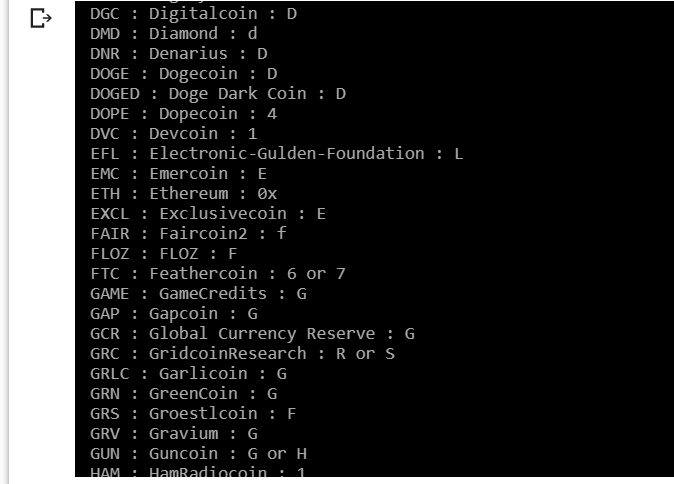 DGC : Digitalcoin : D
DMD : Diamond : d
DNR : Denarius : D
DOGE : Dogecoin : D
DOGED : Doge Dark Coin : D
DOPE : Dopecoin : 4
DVC : Devcoin : 1
EFL : Electronic-Gulden-Foundation : L
EMC : Emercoin : E
ETH : Ethereum : 0x
EXCL : Exclusivecoin : E
FAIR : Faircoin2 : f
FLOZ : FLOZ : F
FTC : Feathercoin : 6 or 7
GAME : GameCredits : G
GAP : Gapcoin : G
GCR : Global Currency Reserve : G
GRC : GridcoinResearch : R or S
GRLC : Garlicoin : G
GRN : GreenCoin : G
GRS : Groestlcoin : F
GRV : Gravium : G
GUN : Guncoin : G or H
HAM : HamRadiocoin : 1